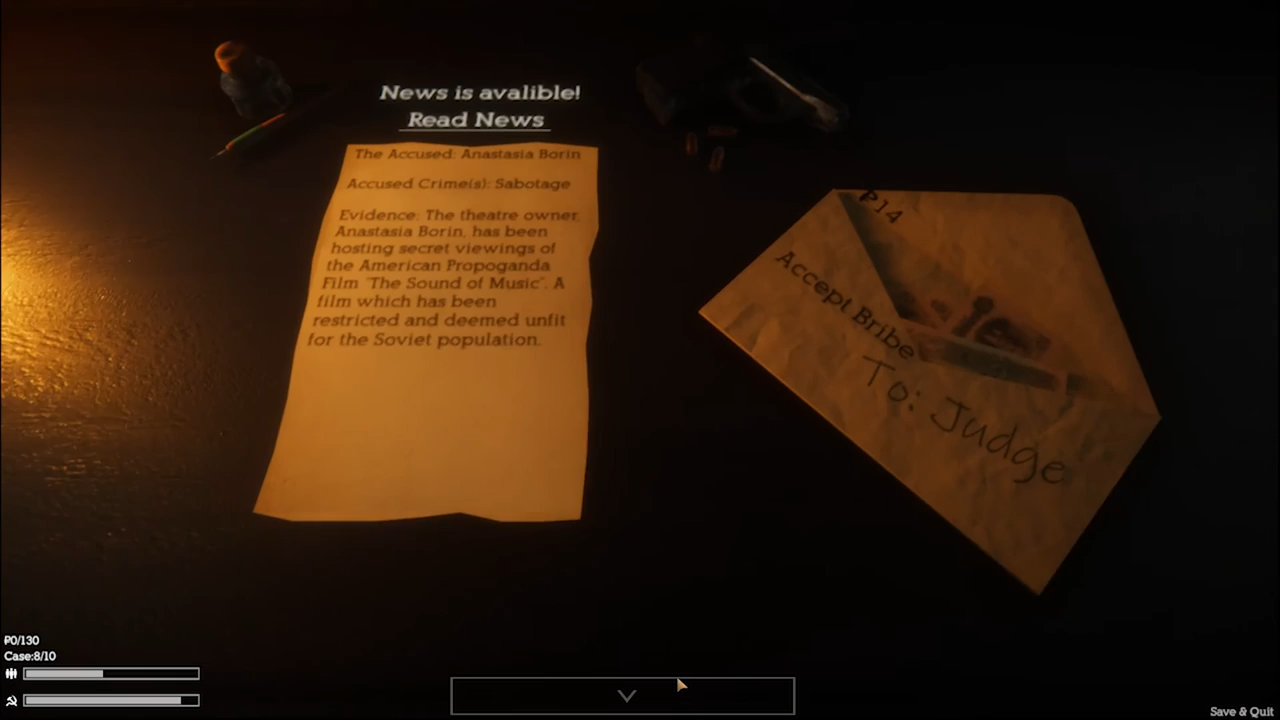 News is avalible!
Read News
The Accused: Anastasia Borin
Accused Crime(s): Sabotage
Evidence: The theatre owner,
Anastasia Borin, has been
hosting secret viewings of
the American Propoganda
Film "The Sound of Music". A
film which has been
restricted and deemed unfit
for the Soviet population.
₽14
Accept Bribe
To: Judge
₽0/130
Case:8/10
Save & Quit